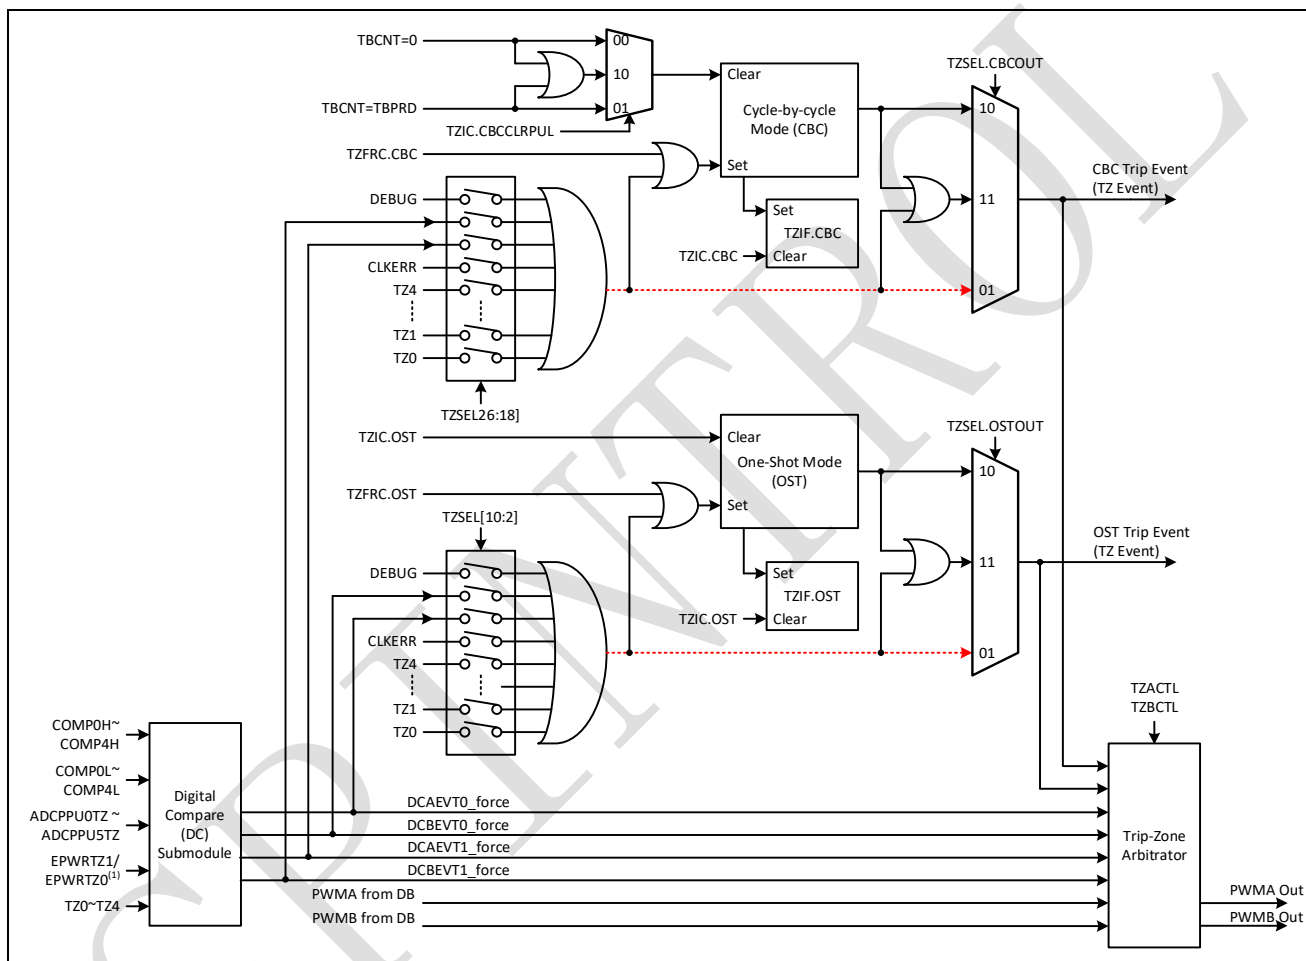 TBCNT=0
00
10
TBCNT=TBPRD
01
TZIC.CBCCLRPUL
Clear
Cycle-by-cycle
Mode (CBC)
Set
TZSEL.CBCOUT
10
11
01
CBC Trip Event
(TZ Event)
TZFRC.CBC
Set
TZIF.CBC
TZIC.CBC
Clear
DEBUG
CLKERR
TZ4
TZ1
TZ0
TZSEL26:18]
TZIC.OST
Clear
One-Shot Mode
(OST)
Set
TZSEL.OSTOUT
10
11
01
OST Trip Event
(TZ Event)
TZFRC.OST
TZSEL[10:2]
Set
TZIF.OST
TZIC.OST
Clear
DEBUG
CLKERR
TZ4
TZ1
TZ0
TZACTL
TZBCTL
COMP0H~
COMP4H
COMP0L~
COMP4L
ADCPPU0TZ ~
ADCPPU5TZ
EPWRTZ1/
EPWRTZ0(1)
TZ0~TZ4
Digital
Compare
(DC)
Submodule
DCAEVT0_force
DCBEVT0_force
DCAEVT1_force
DCBEVT1_force
PWMA from DB
PWMB from DB
Trip-Zone
Arbitrator
PWMA Out
PWMB Out
SPINTROL